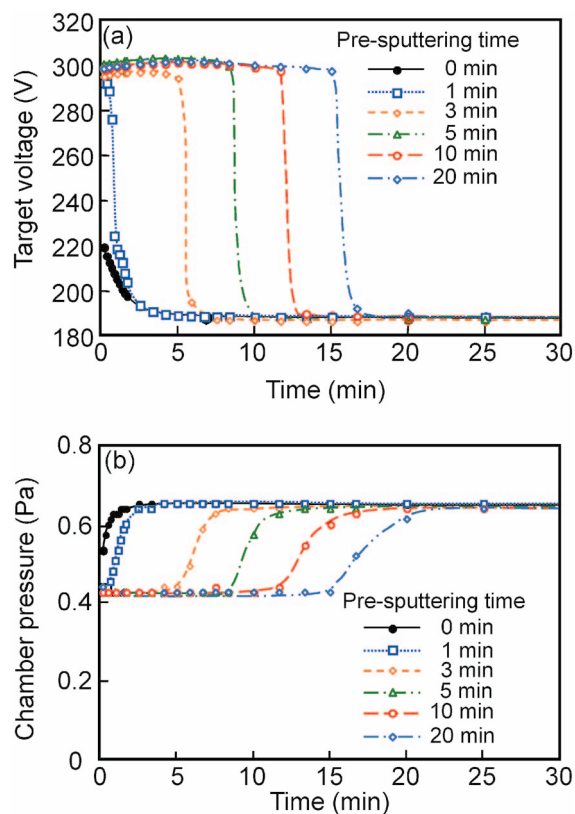 320
(a)
Pre-sputtering time
300
0 min
280
1 min
3 min
260
5 min
10 min
240
20 min
220
200
180
Target voltage (V)
0 5 10 15 20 25 30
Time (min)
0.8
(b)
0.6
0.4
Pre-sputtering time
0 min
1 min
0.2
3 min
5 min
10 min
20 min
0
Chamber pressure (Pa)
0 5 10 15 20 25 30
Time (min)